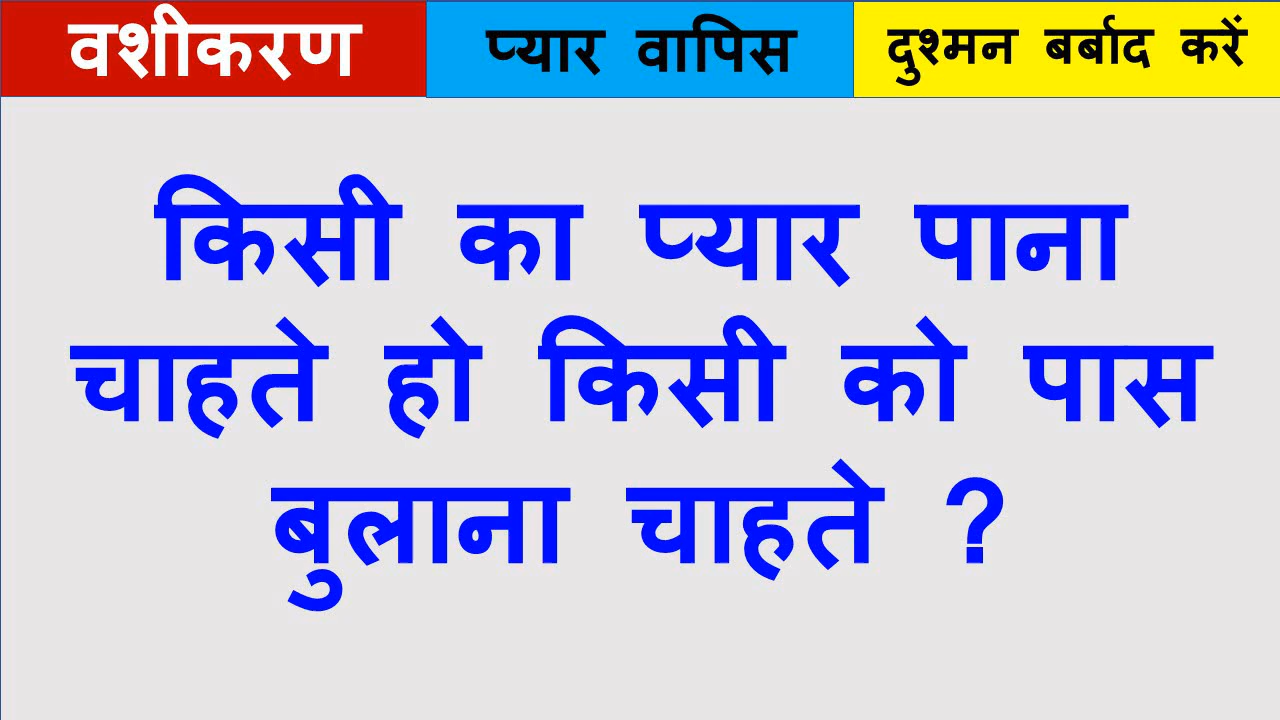 वशीकरण
प्यार वापिस
दुश्मन बर्बाद करें
किसी का प्यार पाना
चाहते हो किसी को पास
बुलाना चाहते ?